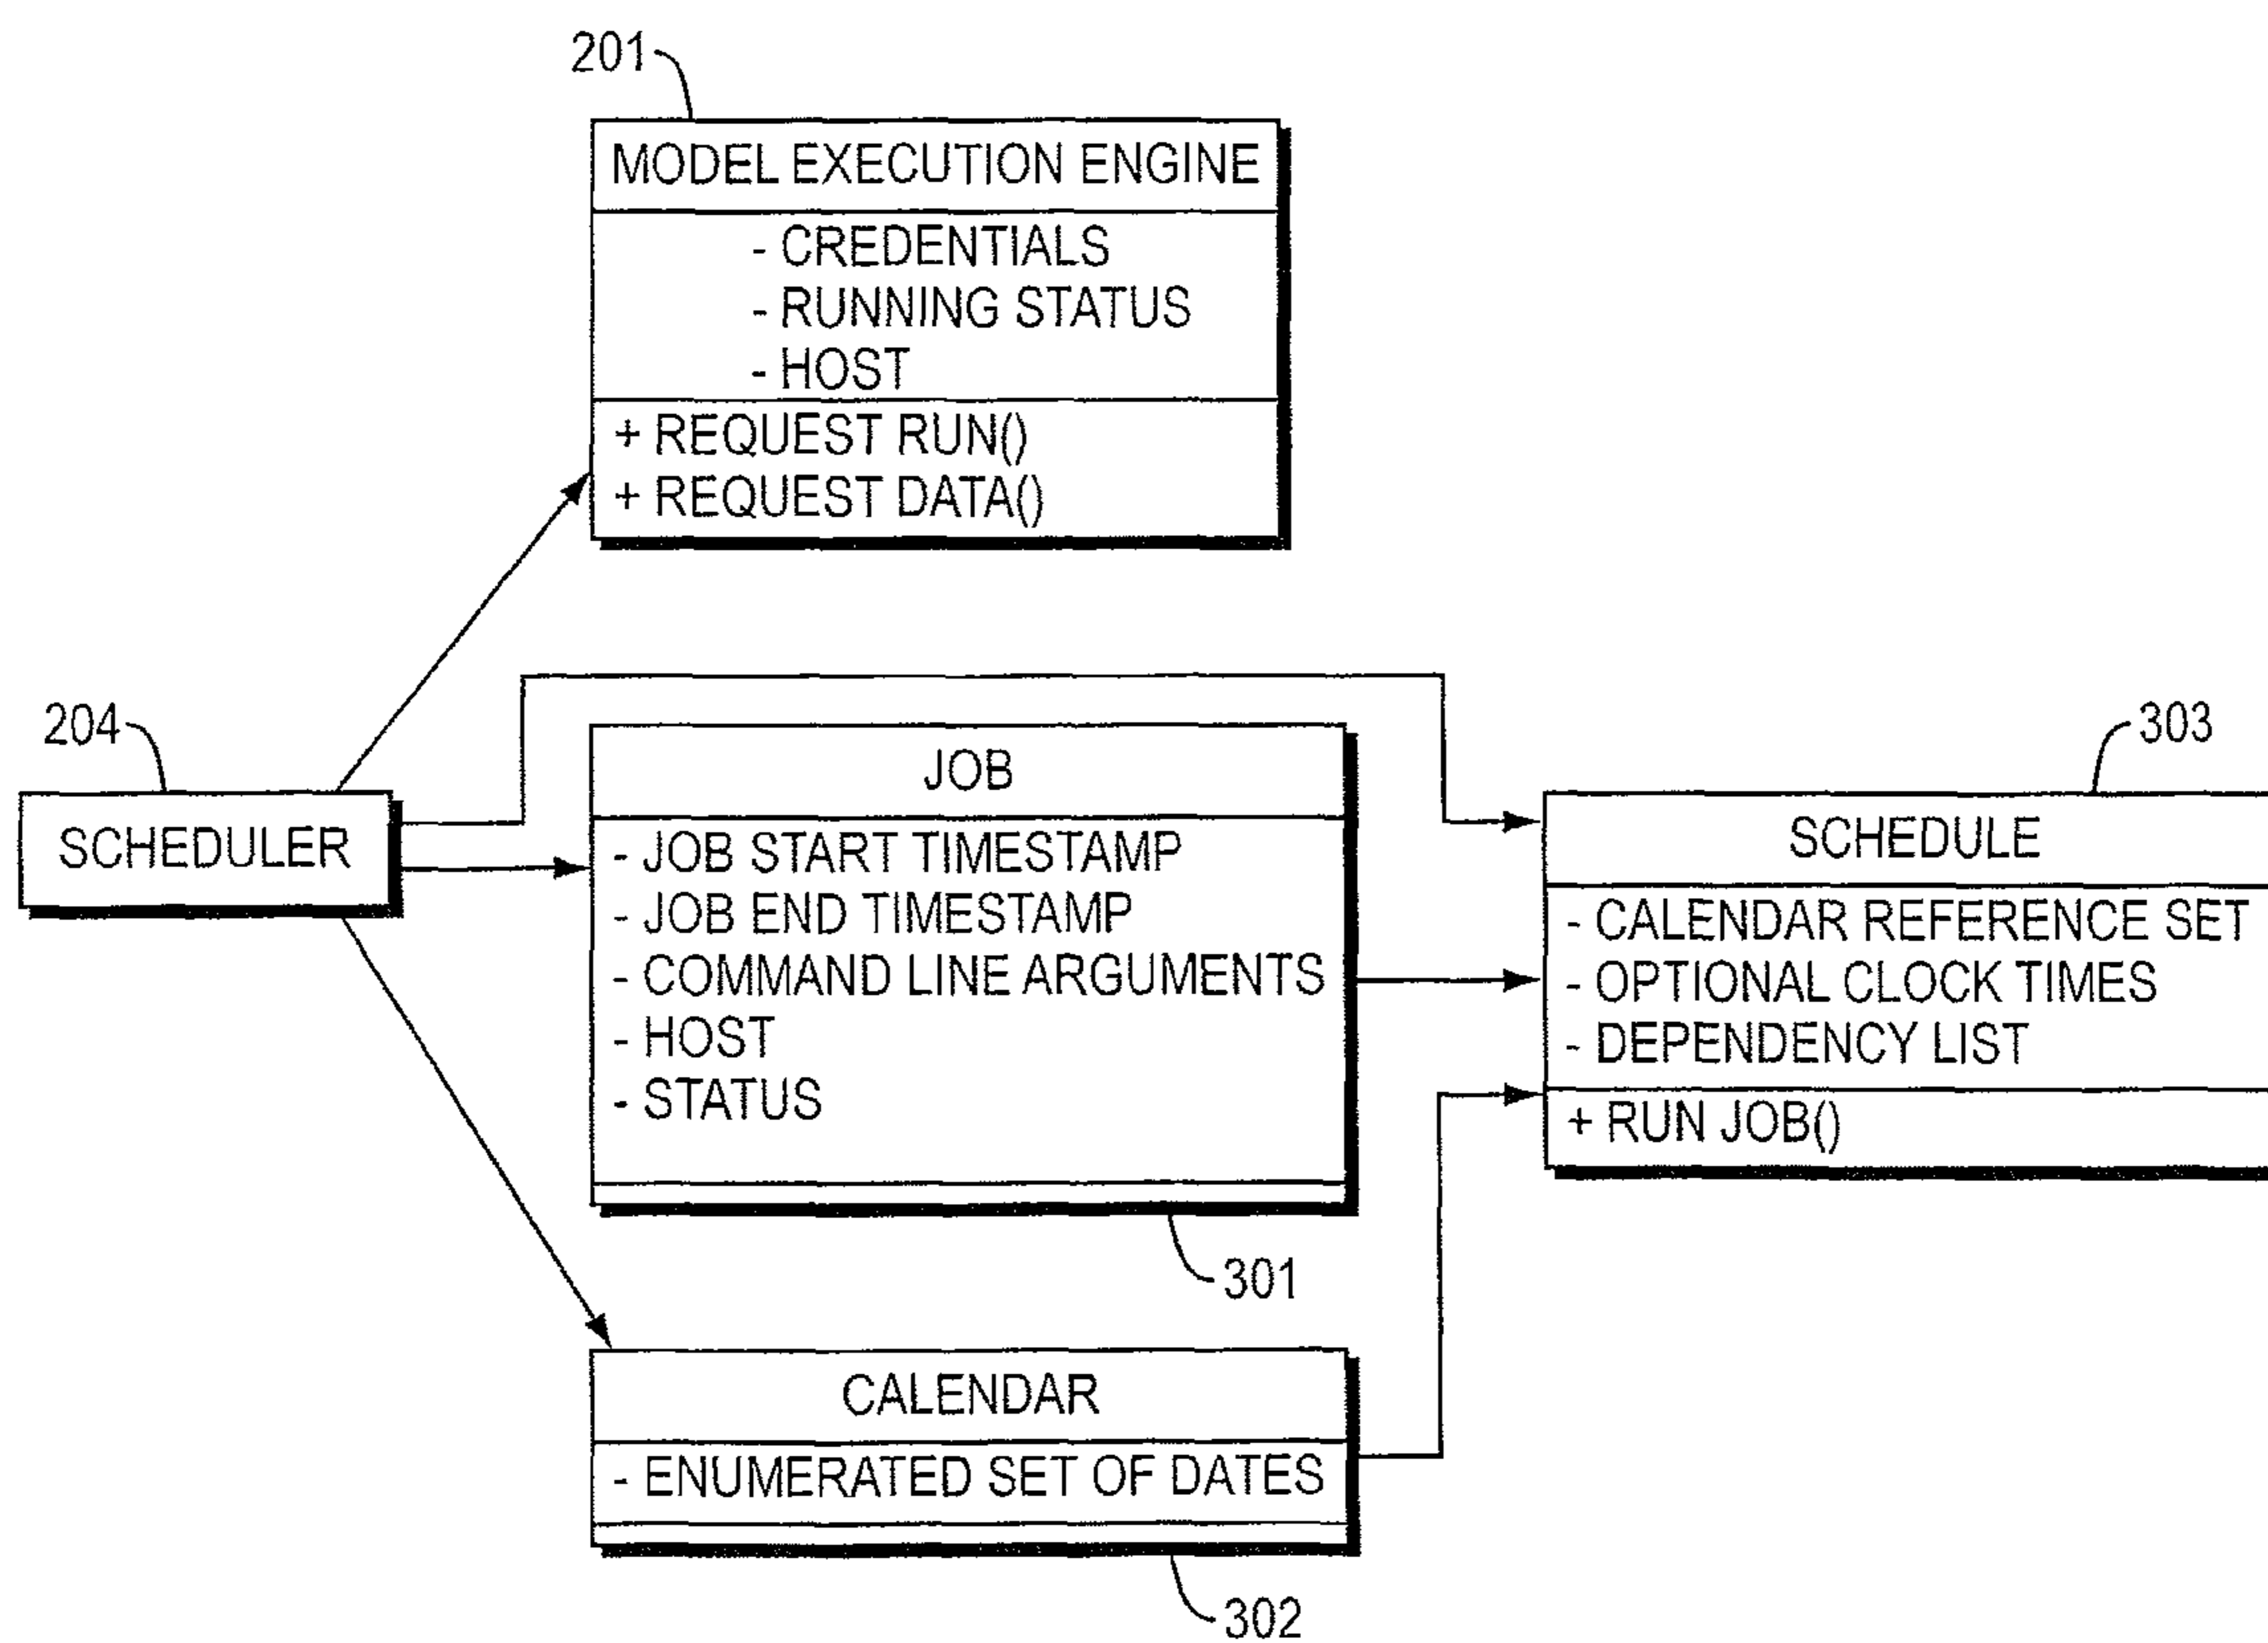 201
MODEL EXECUTION ENGINE
- CREDENTIALS
- RUNNING STATUS
- HOST
+ REQUEST RUN()
+ REQUEST DATA()
204
SCHEDULER
JOB
- JOB START TIMESTAMP
- JOB END TIMESTAMP
- COMMAND LINE ARGUMENTS
- HOST
- STATUS
301
303
SCHEDULE
- CALENDAR REFERENCE SET
- OPTIONAL CLOCK TIMES
- DEPENDENCY LIST
+ RUN JOB()
CALENDAR
- ENUMERATED SET OF DATES
302